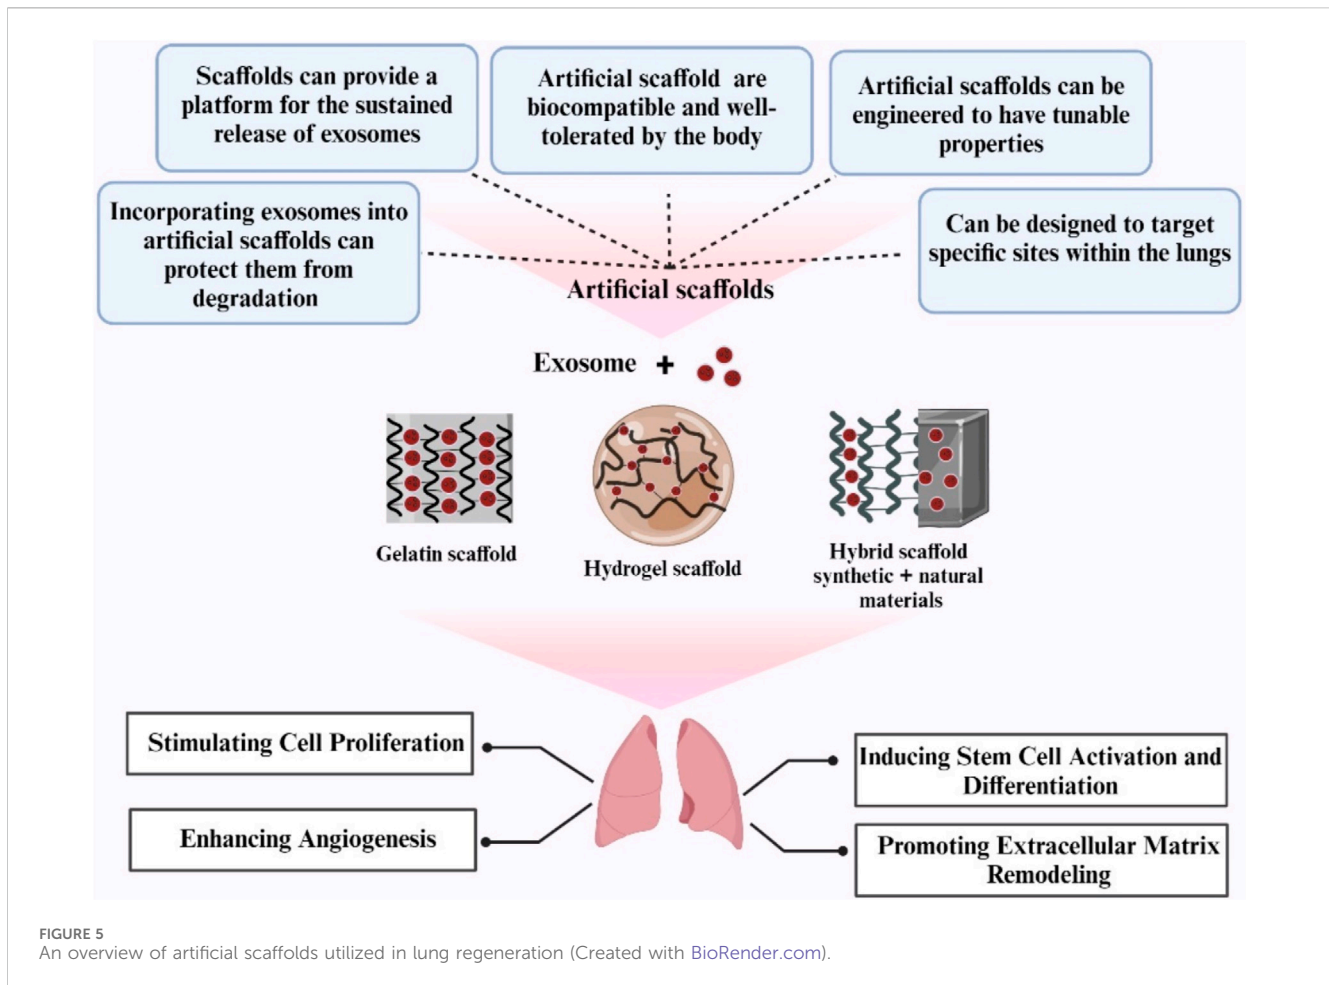 Scaffolds can provide a
platform for the sustained
release of exosomes
Artificial scaffold are
biocompatible and well-
tolerated by the body
Artificial scaffolds can be
engineered to have tunable
properties
Incorporating exosomes into
artificial scaffolds can
protect them from
degradation
Can be designed to target
specific sites within the lungs
Artificial scaffolds
Exosome +
Gelatin scaffold
Hydrogel scaffold
Hybrid scaffold
synthetic + natural
materials
Stimulating Cell Proliferation
Enhancing Angiogenesis
Inducing Stem Cell Activation and
Differentiation
Promoting Extracellular Matrix
Remodeling
FIGURE 5
An overview of artificial scaffolds utilized in lung regeneration (Created with BioRender.com).